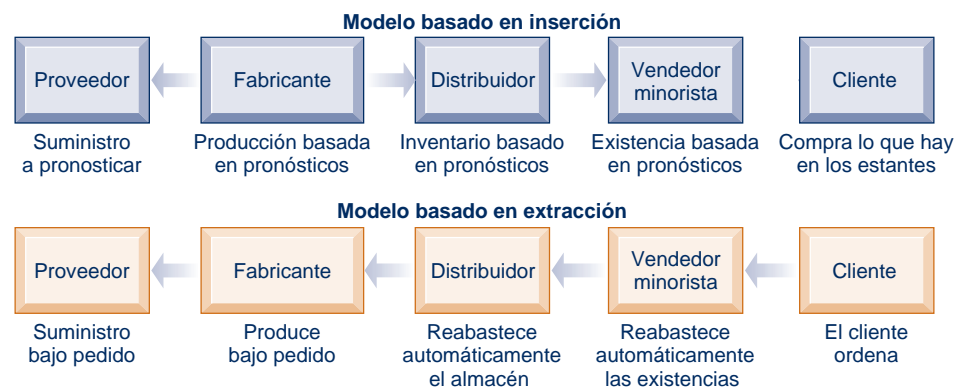 Modelo basado en inserción
Proveedor
Fabricante
Distribuidor
Vendedor
minorista
Cliente
Suministro
a pronosticar
Producción basada
en pronósticos
Inventario basado
en pronósticos
Existencia basada
en pronósticos
Compra lo que hay
en los estantes
Modelo basado en extracción
Proveedor
Fabricante
Distribuidor
Vendedor
minorista
Cliente
Suministro
bajo pedido
Produce
bajo pedido
Reabastece
automáticamente
el almacén
Reabastece
automáticamente
las existencias
El cliente
ordena